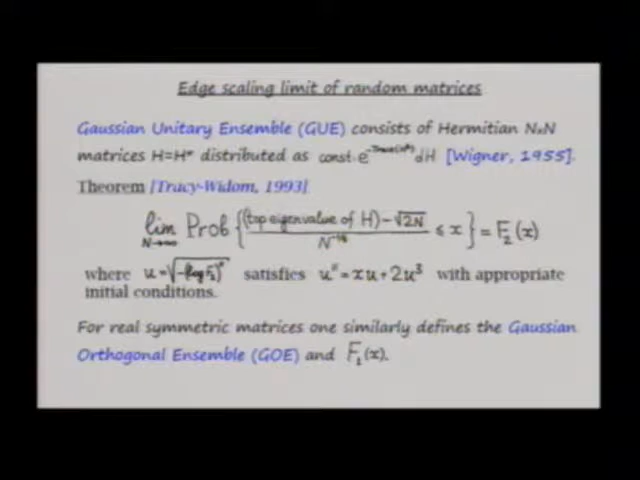 Edge scaling limit of random matrices
Gaussian Unitary Ensemble (GUE) consists of Hermitian N×N
matrices H=H* distributed as const·e^{-Trace(H²)}dH [Wigner, 1955].
Theorem [Tracy-Widom, 1993]
lim_{N→∞} Prob { ((top eigenvalue of H) − √2N) / N^{-1/6} ≤ x } = F₂(x)
where u = √(−(log F₂)'') satisfies u'' = xu + 2u³ with appropriate
initial conditions.
For real symmetric matrices one similarly defines the Gaussian
Orthogonal Ensemble (GOE) and F₁(x).